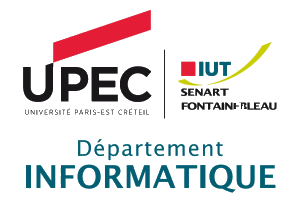 UPEC
UNIVERSITÉ PARIS-EST CRÉTEIL
IUT
SENART
FONTAINEBLEAU
Département
INFORMATIQUE